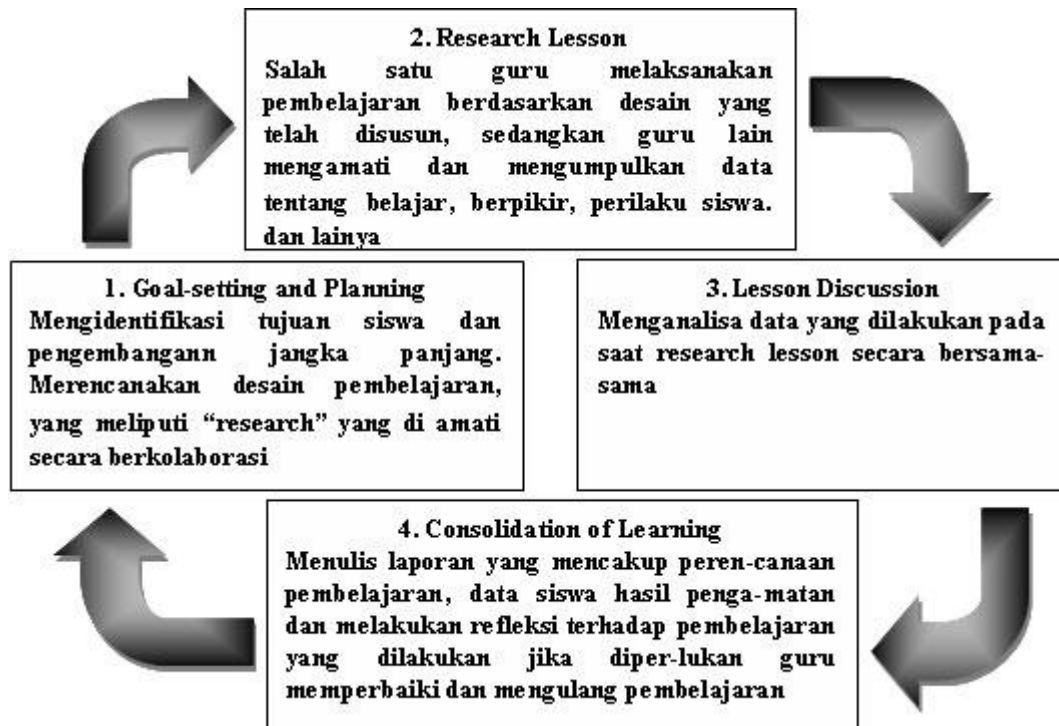 2. Research Lesson
Salah satu guru melaksanakan
pembelajaran berdasarkan desain yang
telah disusun, sedangkan guru lain
mengamati dan mengumpulkan data
tentang belajar, berpikir, perilaku siswa.
dan lainya
1. Goal-setting and Planning
Mengidentifikasi tujuan siswa dan
pengembangann jangka panjang.
Merencanakan desain pembelajaran,
yang meliputi “research” yang di amati
secara berkolaborasi
3. Lesson Discussion
Menganalisa data yang dilakukan pada
saat research lesson secara bersama-
sama
4. Consolidation of Learning
Menulis laporan yang mencakup peren-canaan
pembelajaran, data siswa hasil penga-matan
dan melakukan refleksi terhadap pembelajaran
yang dilakukan jika diper-lukan guru
memperbaiki dan mengulang pembelajaran